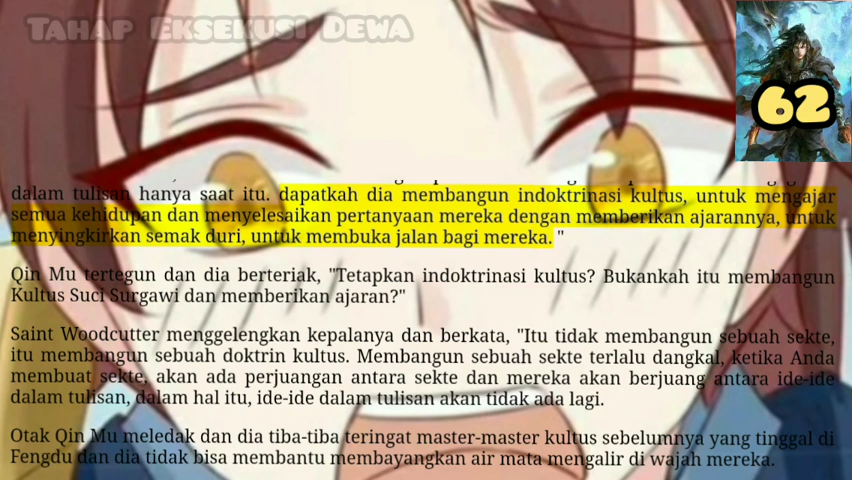 Tahap Eksekusi Dewa
62
dalam tulisan hanya saat itu. dapatkah dia membangun indoktrinasi kultus, untuk mengajar
semua kehidupan dan menyelesaikan pertanyaan mereka dengan memberikan ajarannya, untuk
menyingkirkan semak duri, untuk membuka jalan bagi mereka. "
Qin Mu tertegun dan dia berteriak, "Tetapkan indoktrinasi kultus? Bukankah itu membangun
Kultus Suci Surgawi dan memberikan ajaran?"
Saint Woodcutter menggelengkan kepalanya dan berkata, "Itu tidak membangun sebuah sekte,
itu membangun sebuah doktrin kultus. Membangun sebuah sekte terlalu dangkal, ketika Anda
membuat sekte, akan ada perjuangan antara sekte dan mereka akan berjuang antara ide-ide
dalam tulisan, dalam hal itu, ide-ide dalam tulisan akan tidak ada lagi.
Otak Qin Mu meledak dan dia tiba-tiba teringat master-master kultus sebelumnya yang tinggal di
Fengdu dan dia tidak bisa membantu membayangkan air mata mengalir di wajah mereka.